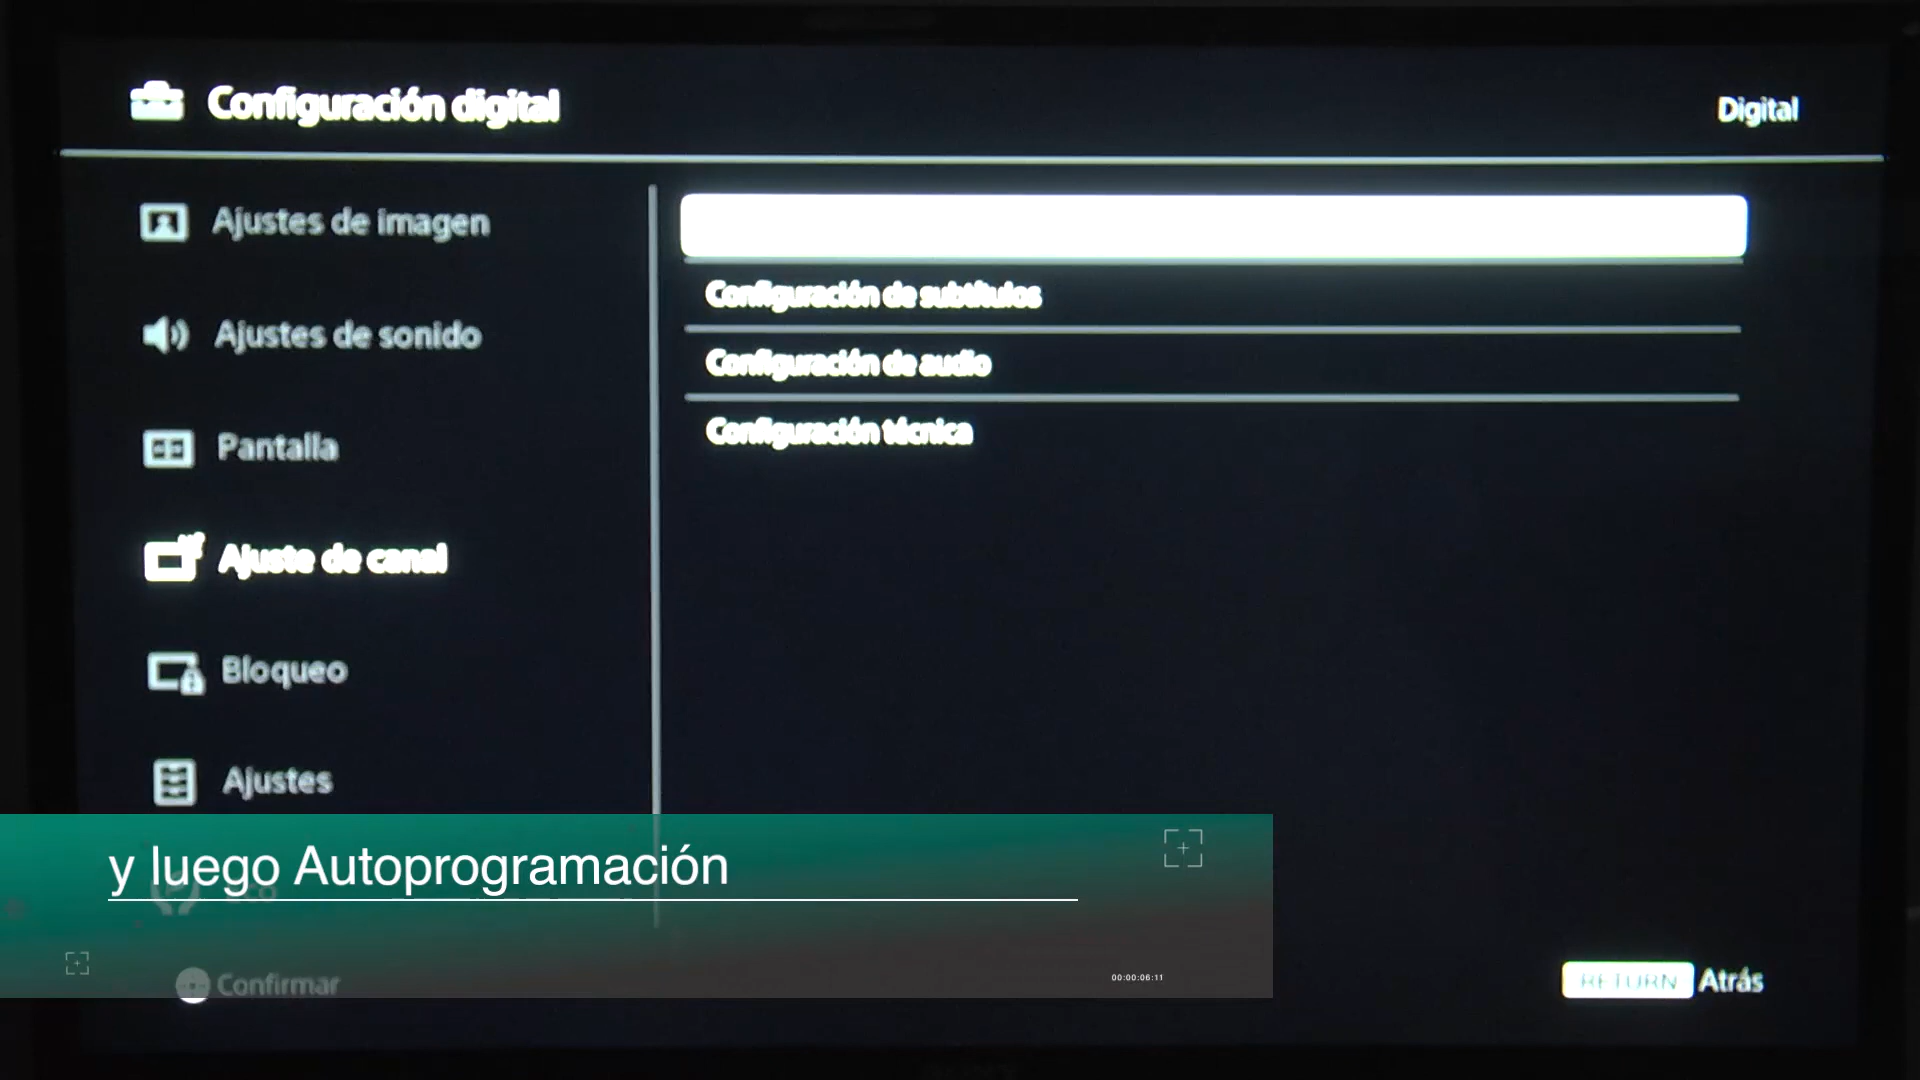 Configuración digital
Digital
Ajustes de imagen
Ajustes de sonido
Pantalla
Ajuste de canal
Bloqueo
Ajustes
Configuración de subtítulos
Configuración de audio
Configuración técnica
y luego Autoprogramación
Eco
Confirmar
00:00:06:11
RETURN Atrás